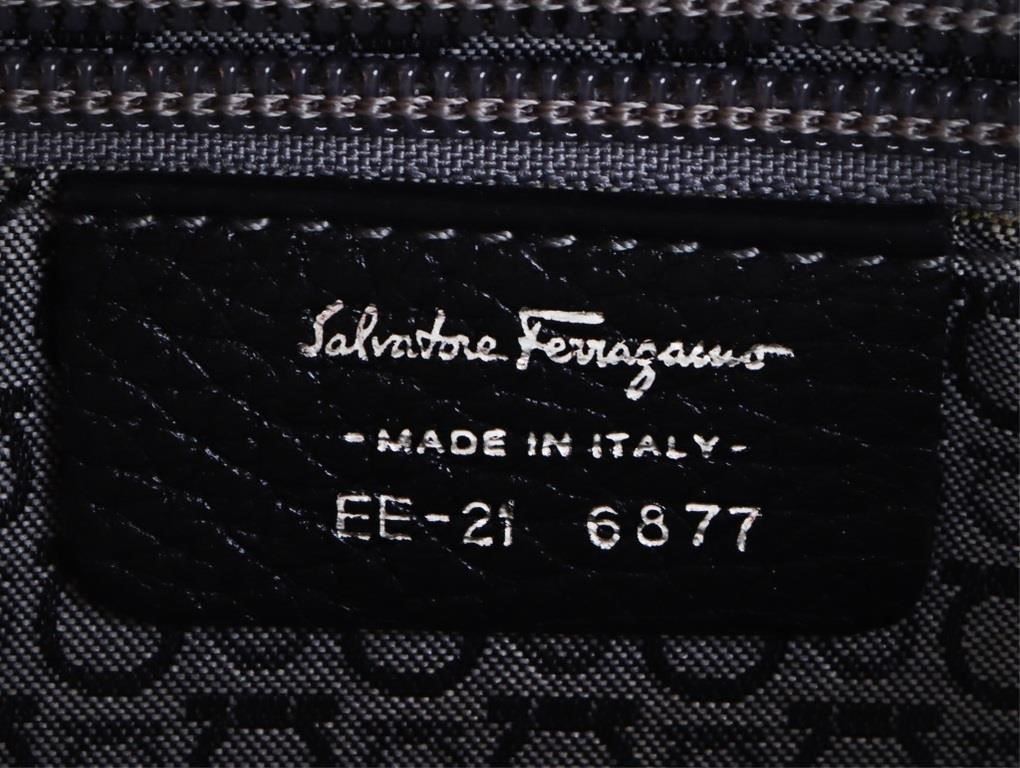 Salvatore Ferragamo
-MADE IN ITALY-
EE-21 6877